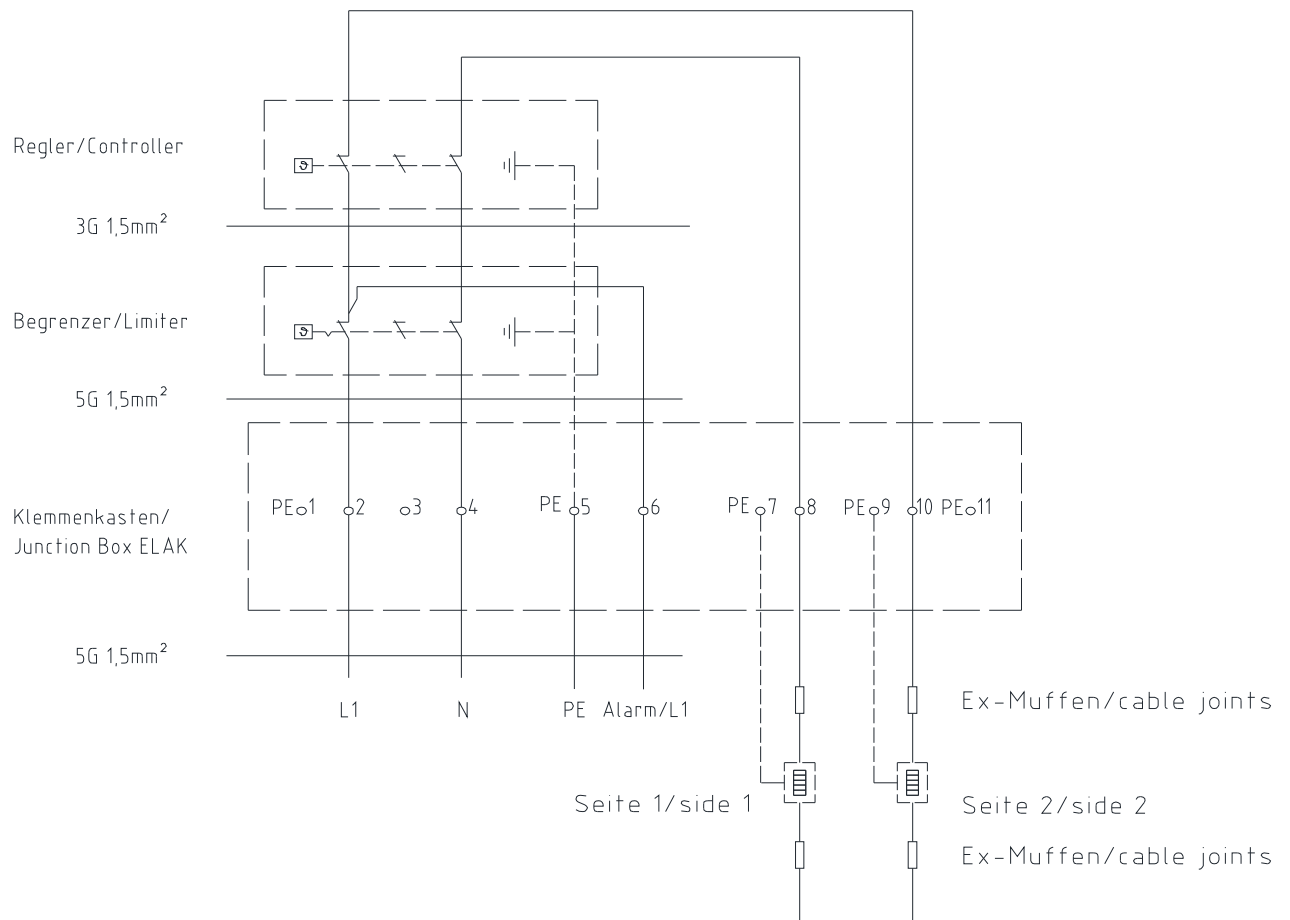 Regler/Controller
ϑ
3G 1,5mm²
Begrenzer/Limiter
ϑ
5G 1,5mm²
PE 1 2 3 4 PE 5 6 PE 7 8 PE 9 10 PE 11
Klemmenkasten/
Junction Box ELAK
5G 1,5mm²
L1 N PE Alarm/L1
Ex-Muffen/cable joints
Seite 1/side 1
Seite 2/side 2
Ex-Muffen/cable joints